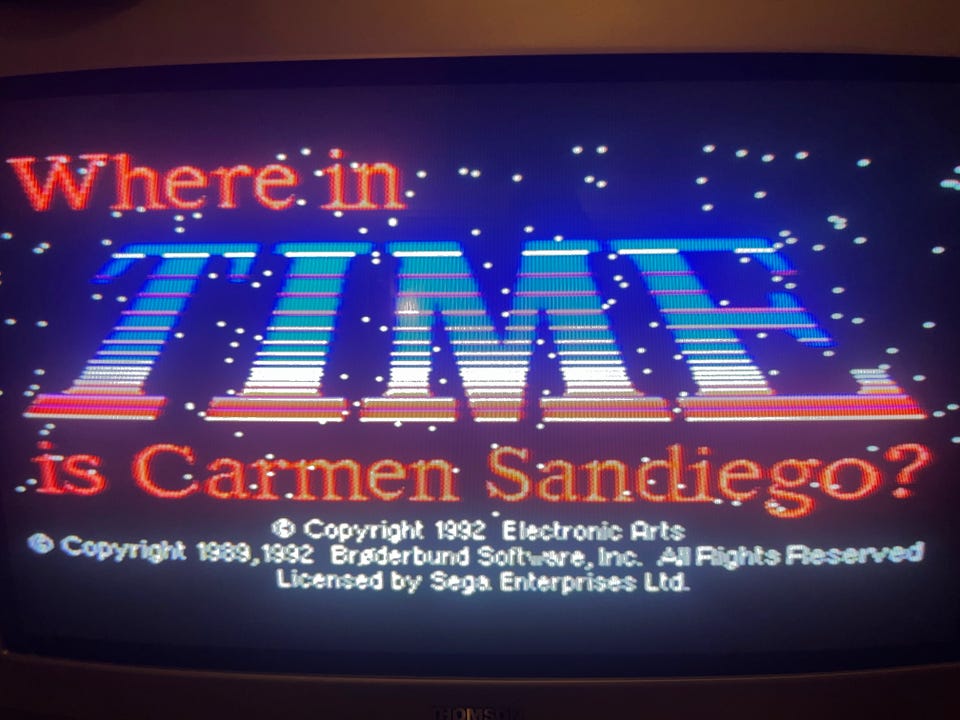 Where in
TIME
is Carmen Sandiego?
© Copyright 1992 Electronic Arts
© Copyright 1989,1992 Brøderbund Software, Inc. All Rights Reserved
Licensed by Sega Enterprises Ltd.
THOMSON